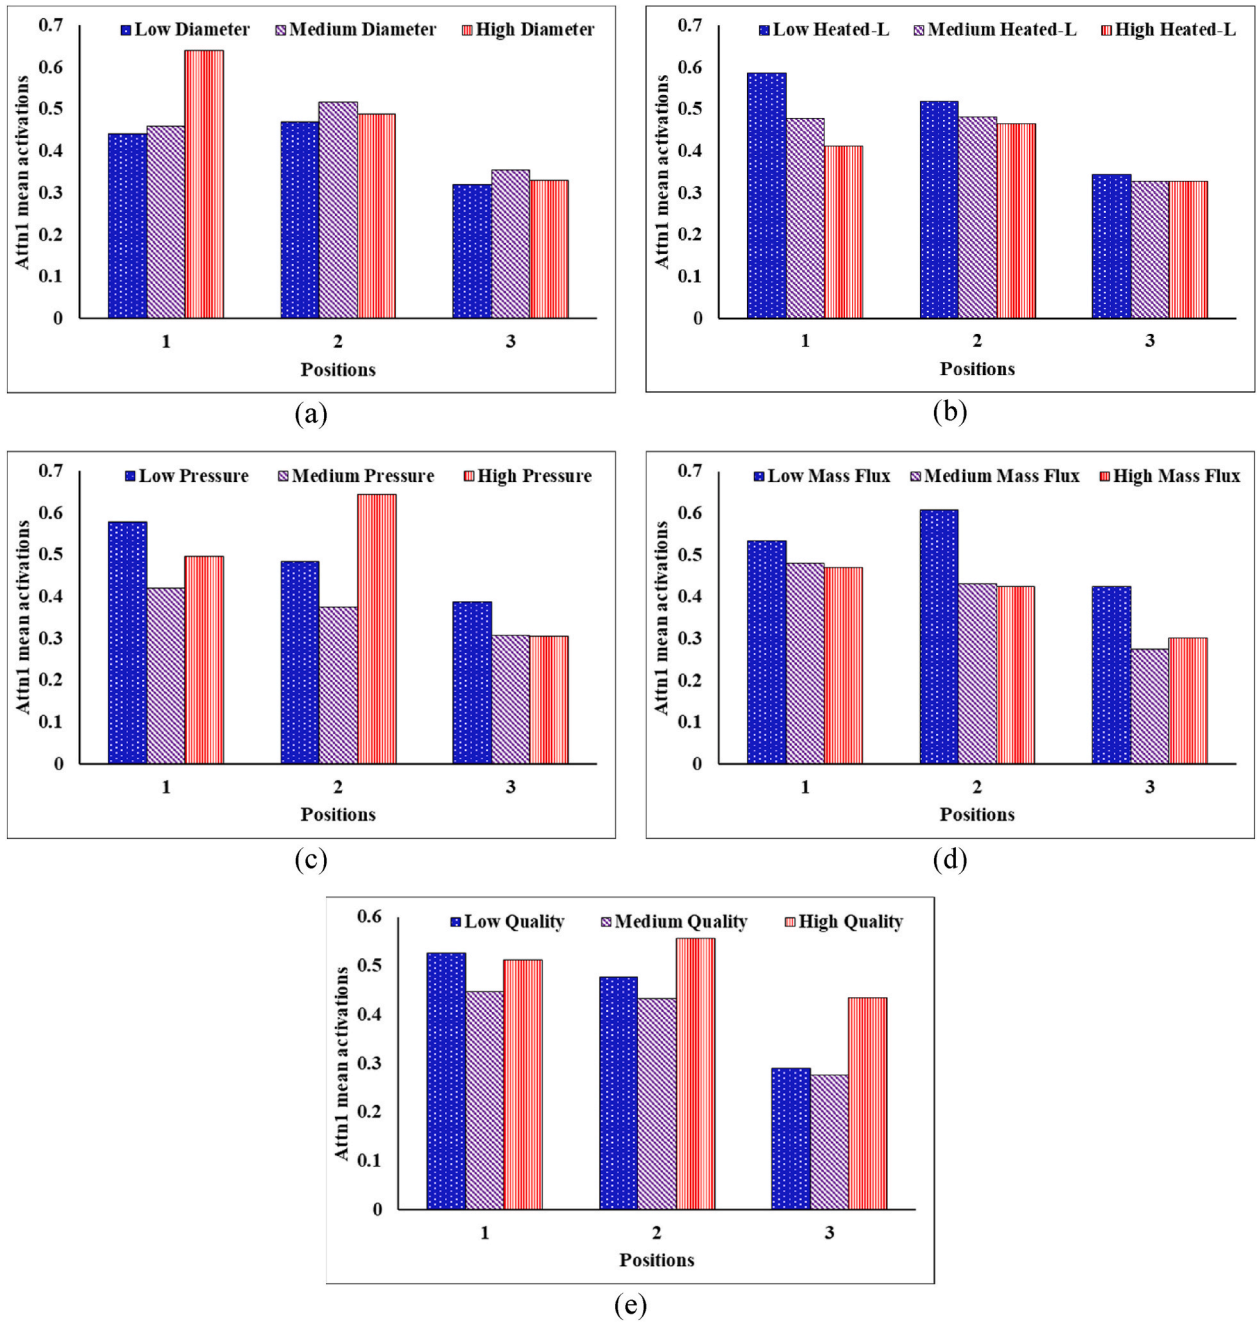 Low Diameter Medium Diameter High Diameter
0.7
0.6
0.5
0.4
0.3
0.2
0.1
0
Attn1 mean activations
1 2 3
Positions
(a)
Low Heated-L Medium Heated-L High Heated-L
0.7
0.6
0.5
0.4
0.3
0.2
0.1
0
Attn1 mean activations
1 2 3
Positions
(b)
Low Pressure Medium Pressure High Pressure
0.7
0.6
0.5
0.4
0.3
0.2
0.1
0
Attn1 mean activations
1 2 3
Positions
(c)
Low Mass Flux Medium Mass Flux High Mass Flux
0.7
0.6
0.5
0.4
0.3
0.2
0.1
0
Attn1 mean activations
1 2 3
Positions
(d)
Low Quality Medium Quality High Quality
0.6
0.5
0.4
0.3
0.2
0.1
0
Attn1 mean activations
1 2 3
Positions
(e)